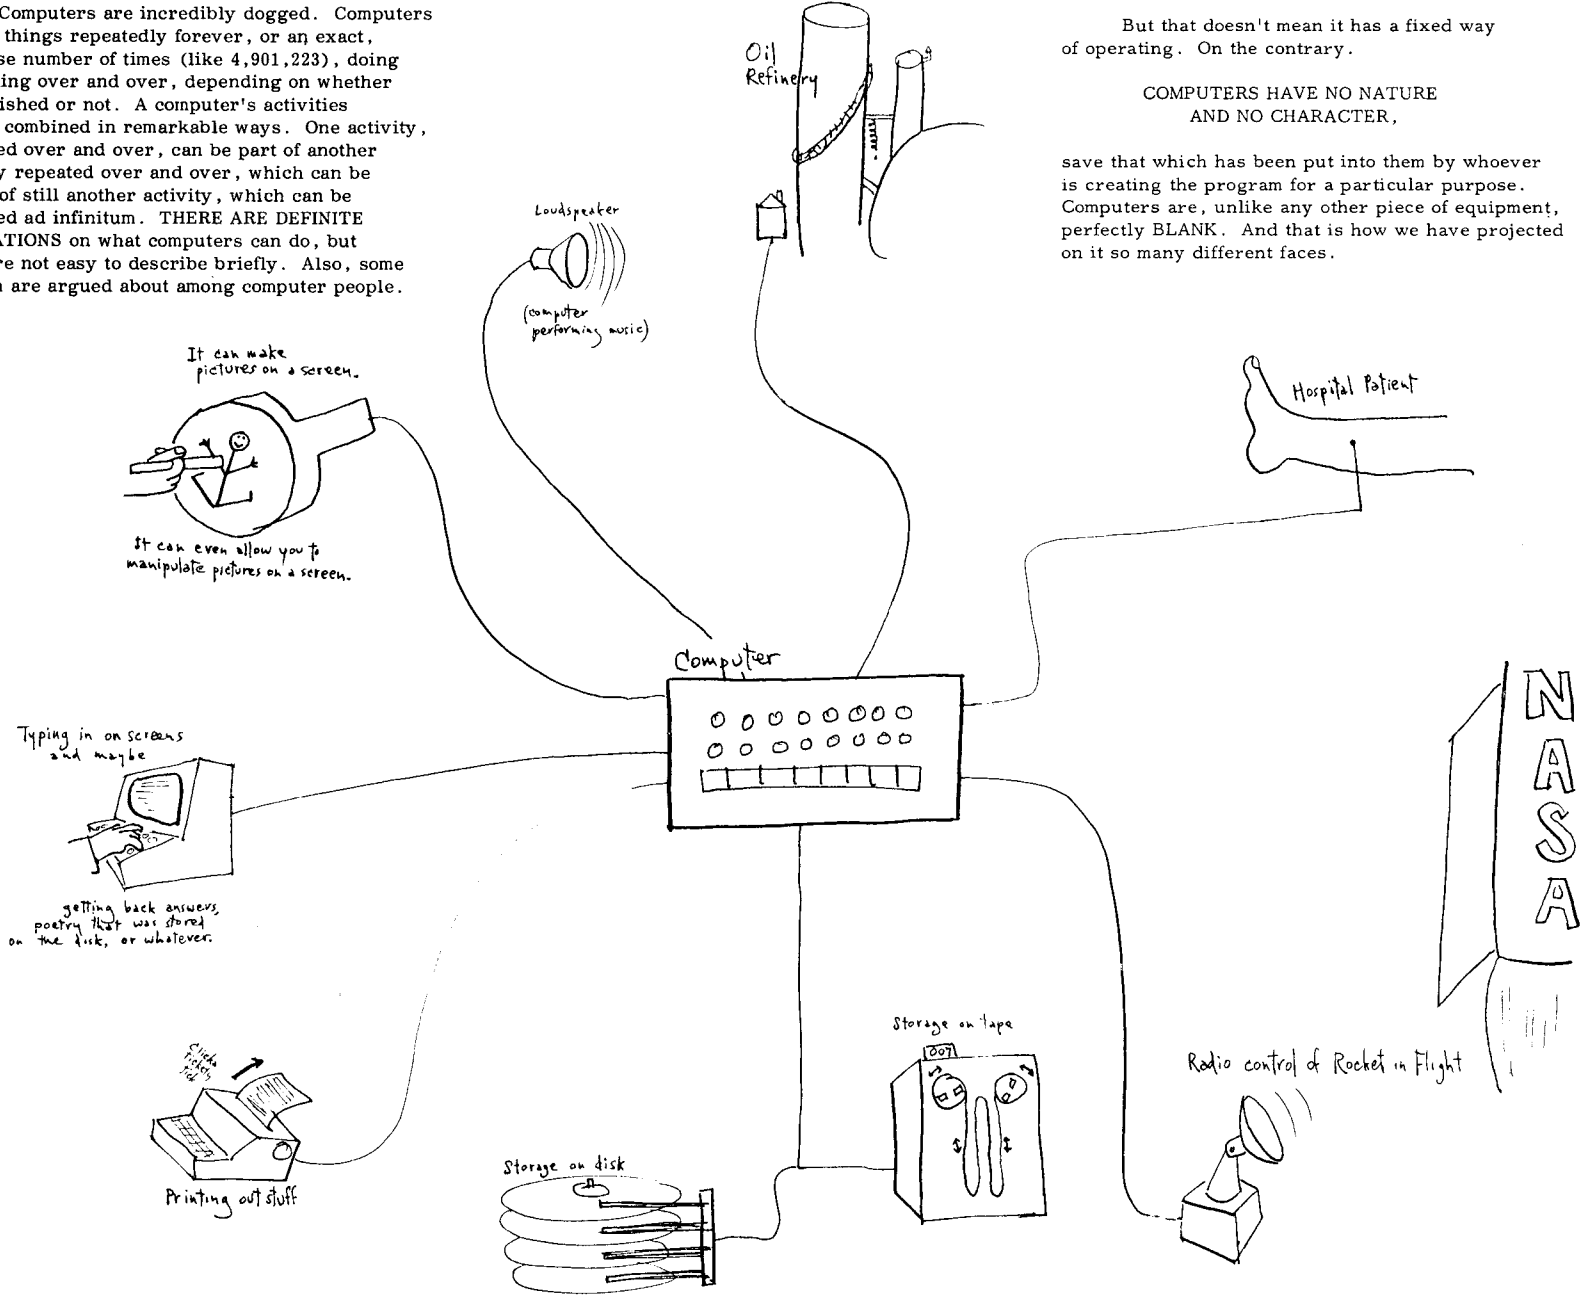 Computers are incredibly dogged. Computers
things repeatedly forever, or an exact,
se number of times (like 4,901,223), doing
ing over and over, depending on whether
ished or not. A computer's activities
combined in remarkable ways. One activity,
ed over and over, can be part of another
y repeated over and over, which can be
of still another activity, which can be
ed ad infinitum. THERE ARE DEFINITE
ATIONS on what computers can do, but
re not easy to describe briefly. Also, some
are argued about among computer people.
But that doesn't mean it has a fixed way
of operating. On the contrary.
COMPUTERS HAVE NO NATURE
AND NO CHARACTER,
save that which has been put into them by whoever
is creating the program for a particular purpose.
Computers are, unlike any other piece of equipment,
perfectly BLANK. And that is how we have projected
on it so many different faces.
Oil
Refinery
Loudspeaker
(computer
performing music)
It can make
pictures on a screen.
It can even allow you to
manipulate pictures on a screen.
Hospital Patient
Computer
Typing in on screens
and maybe
getting back answers,
poetry that was stored
on the disk, or whatever.
NASA
Storage on tape
007
Radio control of Rocket in Flight
Clicka
tickety
tick
Printing out stuff
Storage on disk